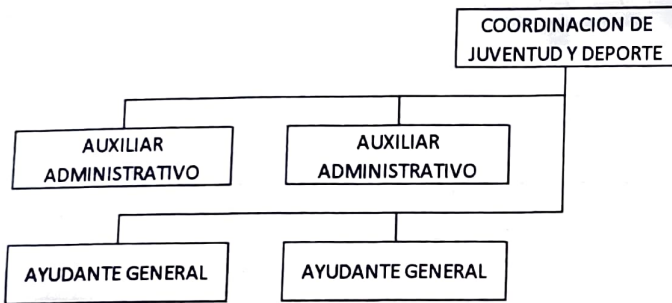 COORDINACION DE
JUVENTUD Y DEPORTE
AUXILIAR
ADMINISTRATIVO
AUXILIAR
ADMINISTRATIVO
AYUDANTE GENERAL
AYUDANTE GENERAL